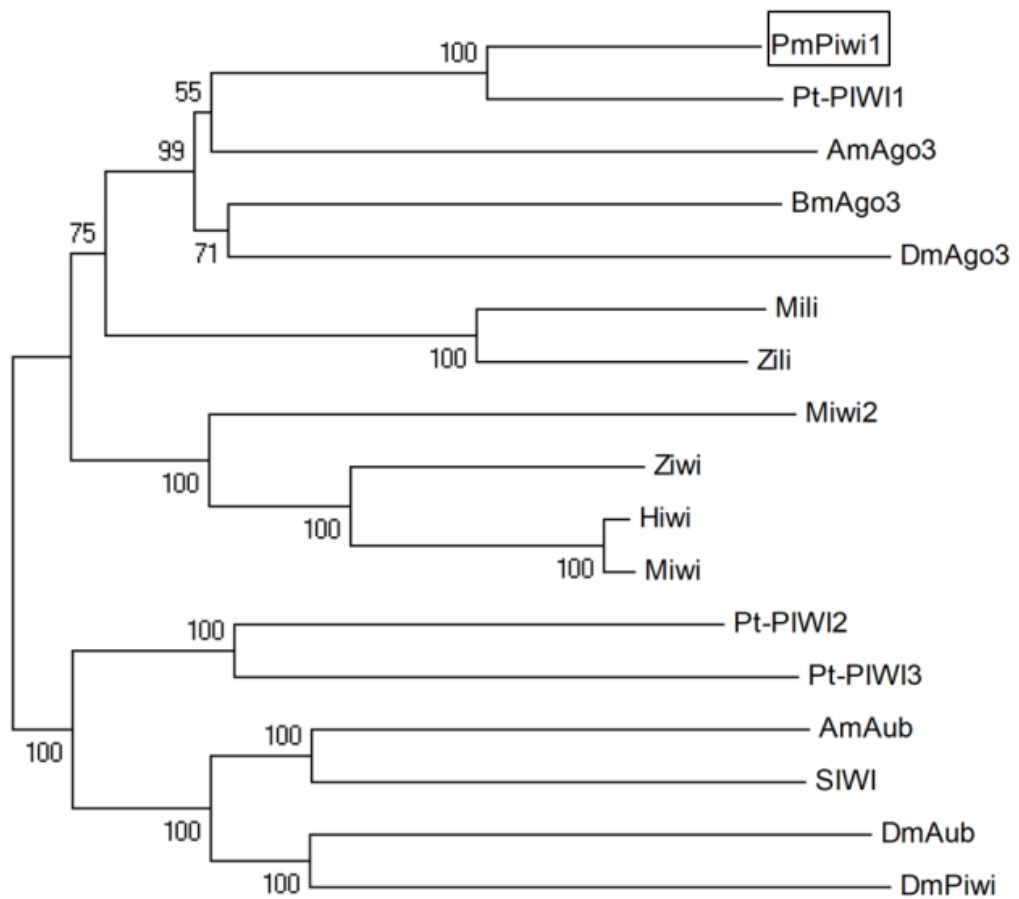 100
PmPiwi1
55
Pt-PIWI1
99
AmAgo3
BmAgo3
75
71
DmAgo3
Mili
100
Zili
Miwi2
100
Ziwi
100
Hiwi
100
Miwi
100
Pt-PIWI2
Pt-PIWI3
100
AmAub
100
SIWI
100
DmAub
100
DmPiwi